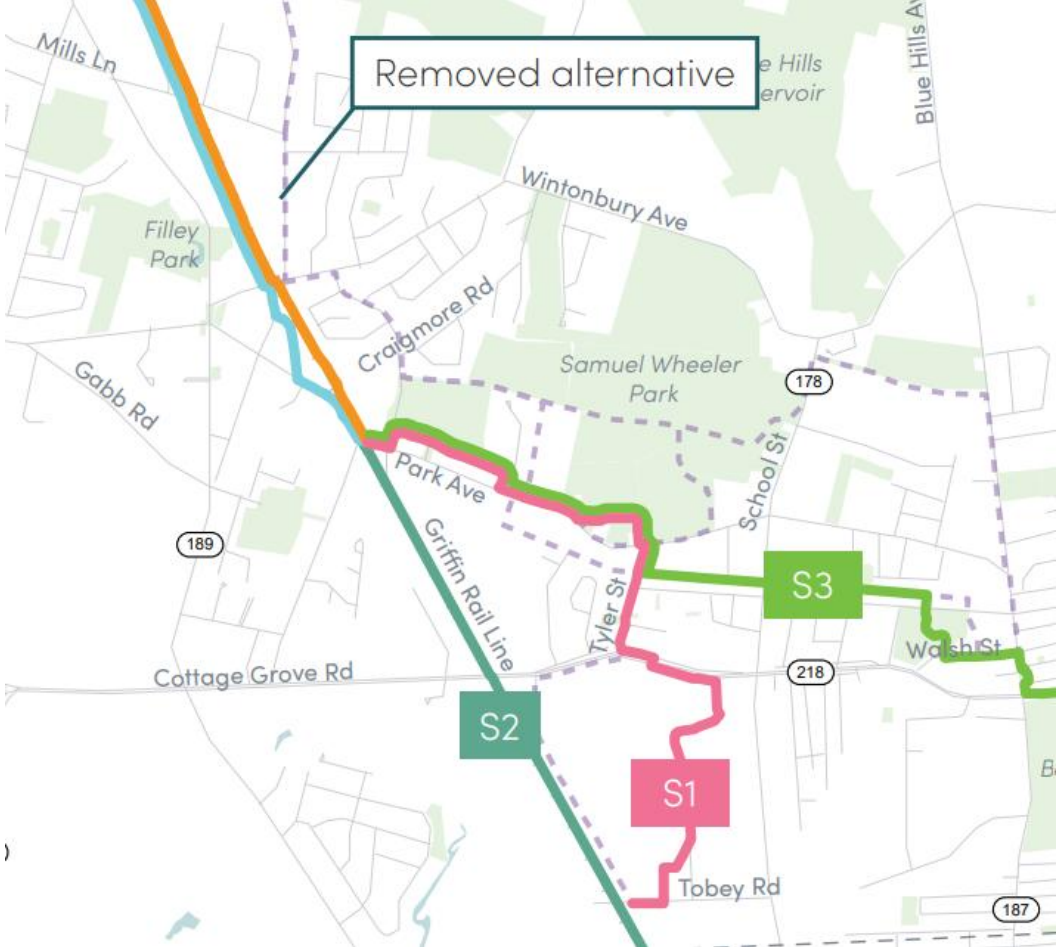 Mills Ln
Removed alternative
e Hills
ervoir
Blue Hills Av
Wintonbury Ave
Filley
Park
Craigmore Rd
Samuel Wheeler
Park
178
Gabb Rd
Park Ave
School St
189
Griffin Rail Line
S3
Tyler St
Walsh St
Cottage Grove Rd
218
S2
S1
B
Tobey Rd
187